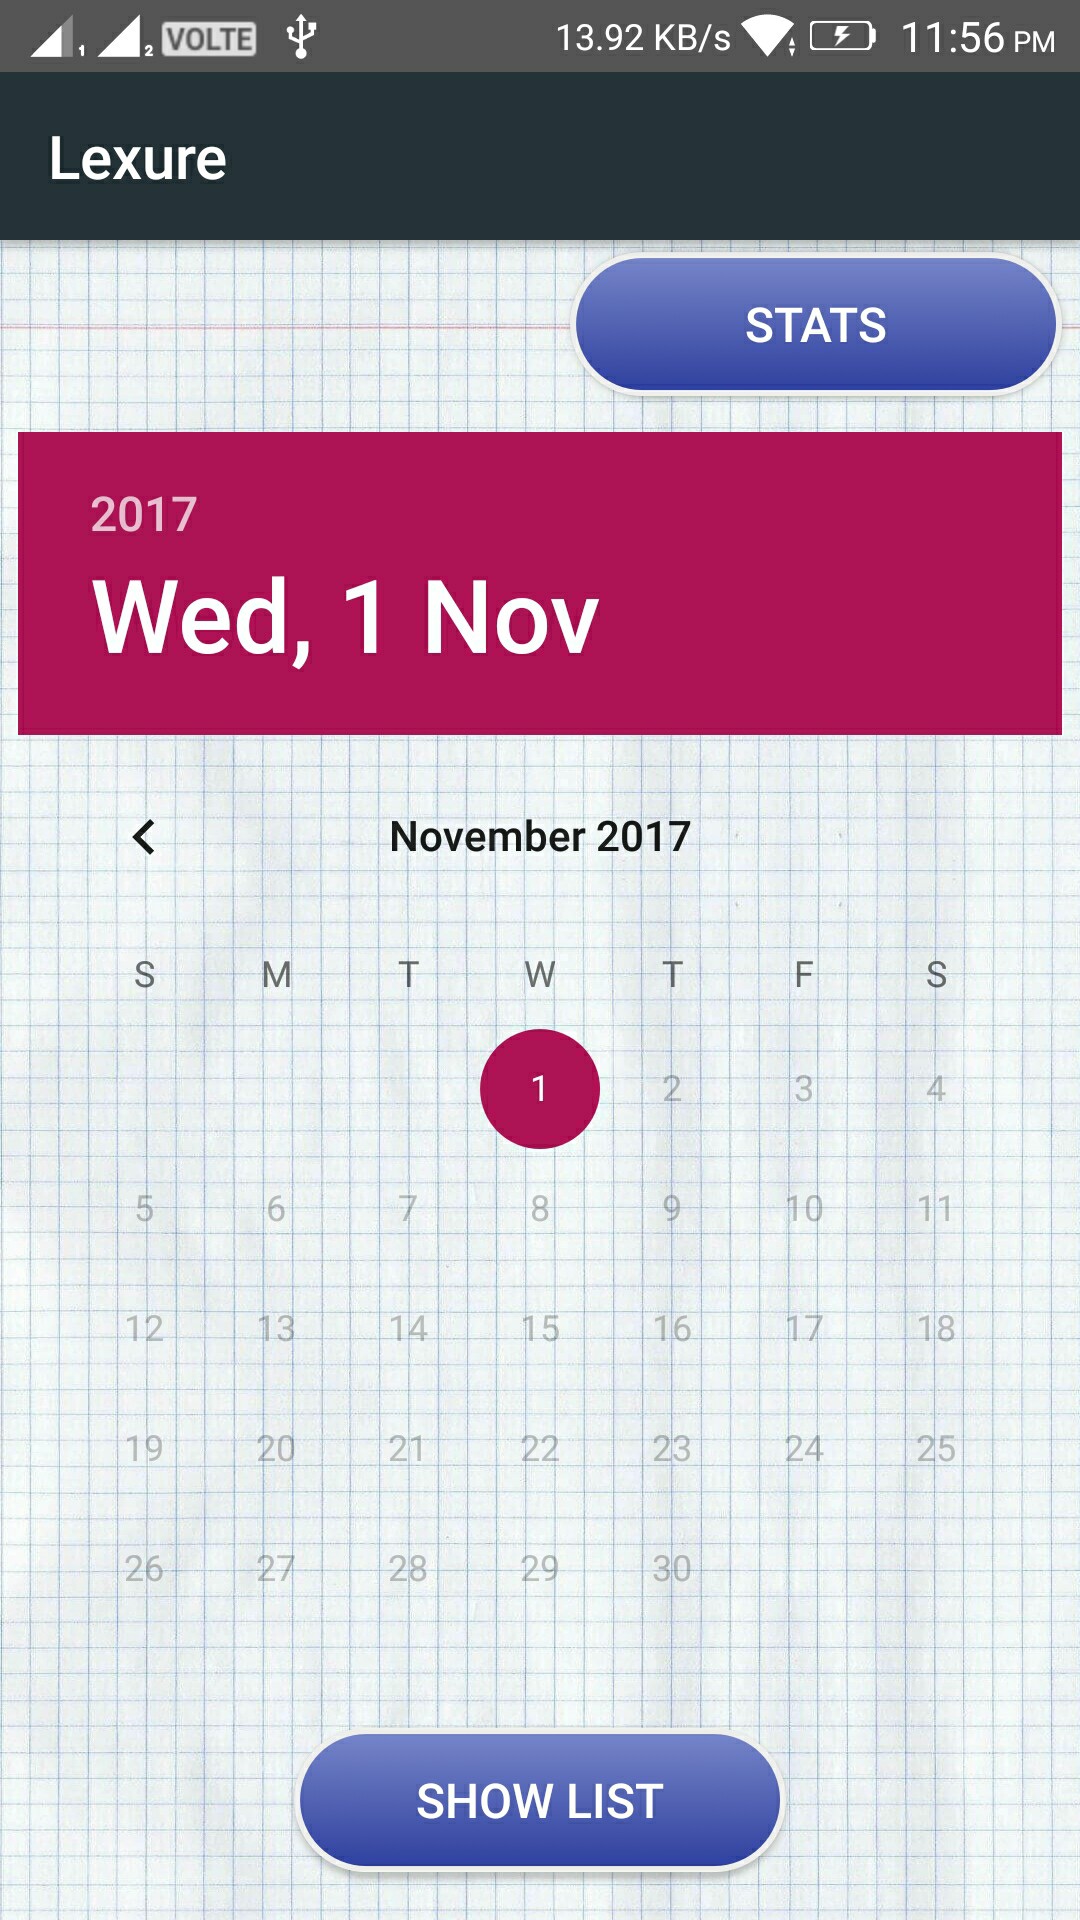 1 2 VOLTE 13.92 KB/s 11:56 PM
Lexure
STATS
2017
Wed, 1 Nov
November 2017
S M T W T F S
1 2 3 4
5 6 7 8 9 10 11
12 13 14 15 16 17 18
19 20 21 22 23 24 25
26 27 28 29 30
SHOW LIST